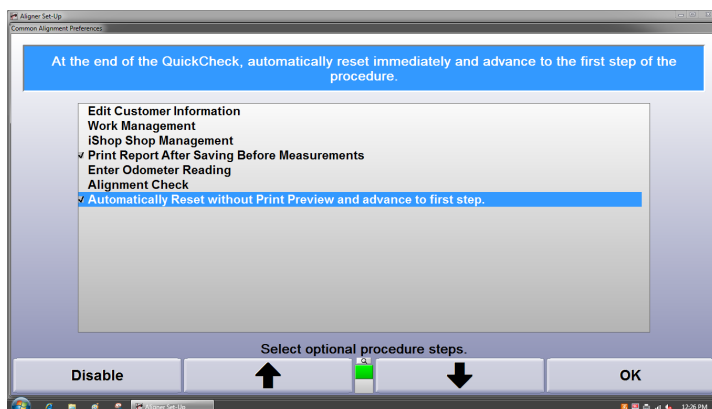 Aligner Set-Up
Common Alignment Preferences
At the end of the QuickCheck, automatically reset immediately and advance to the first step of the
procedure.
Edit Customer Information
Work Management
iShop Shop Management
Print Report After Saving Before Measurements
Enter Odometer Reading
Alignment Check
Automatically Reset without Print Preview and advance to first step.
Select optional procedure steps.
Disable
OK
Aligner Set-Up
12:26 PM